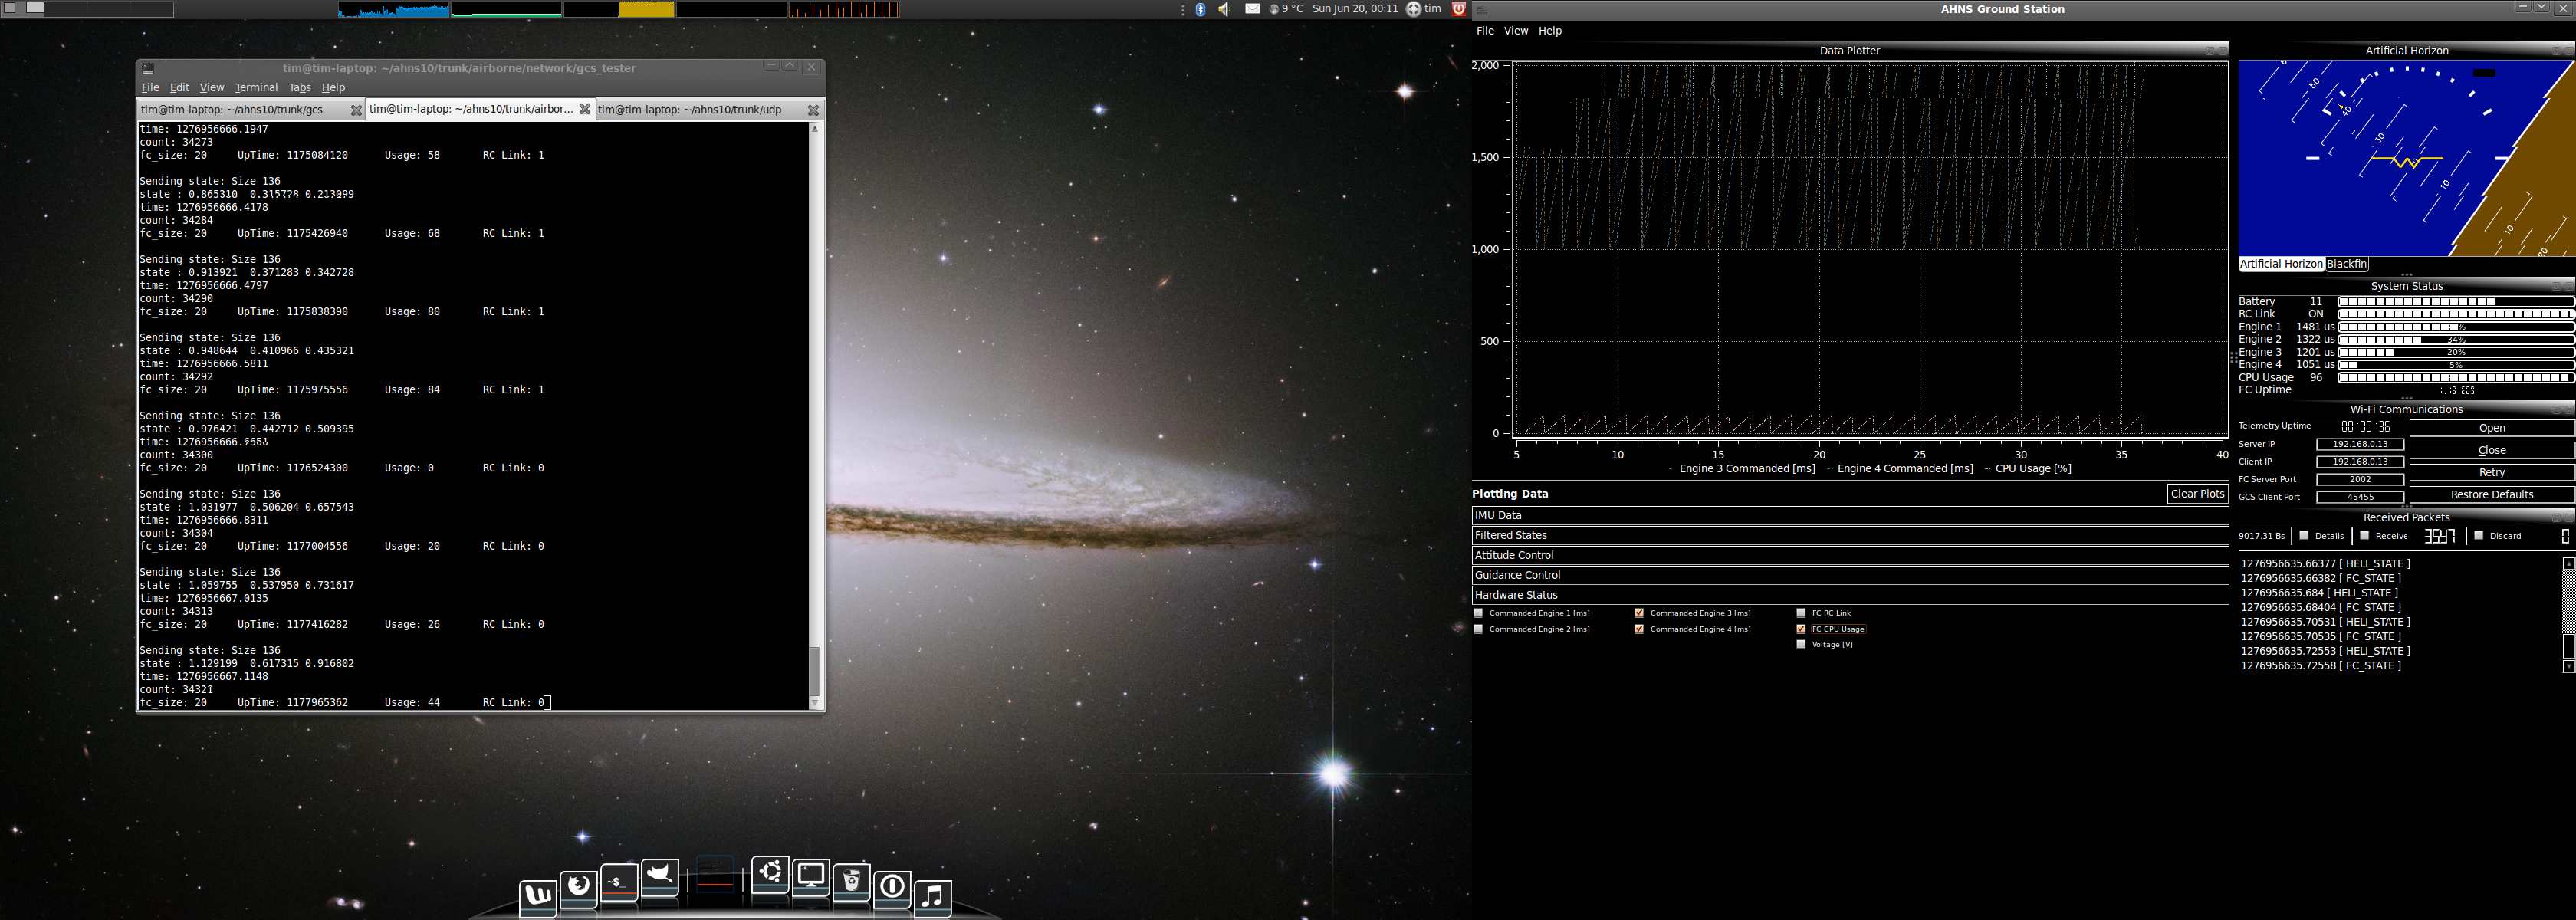 9 °C Sun Jun 20, 00:11 tim
tim@tim-laptop: ~/ahns10/trunk/airborne/network/gcs_tester
File Edit View Terminal Tabs Help
tim@tim-laptop: ~/ahns10/trunk/gcs
tim@tim-laptop: ~/ahns10/trunk/airbor...
tim@tim-laptop: ~/ahns10/trunk/udp
time: 1276956666.1947
count: 34273
fc_size: 20 UpTime: 1175084120 Usage: 58 RC Link: 1
Sending state: Size 136
state : 0.865310 0.315728 0.213099
time: 1276956666.4178
count: 34284
fc_size: 20 UpTime: 1175426940 Usage: 68 RC Link: 1
Sending state: Size 136
state : 0.913921 0.371283 0.342728
time: 1276956666.4797
count: 34290
fc_size: 20 UpTime: 1175838390 Usage: 80 RC Link: 1
Sending state: Size 136
state : 0.948644 0.410966 0.435321
time: 1276956666.5811
count: 34292
fc_size: 20 UpTime: 1175975556 Usage: 84 RC Link: 1
Sending state: Size 136
state : 0.976421 0.442712 0.509395
count: 34300
fc_size: 20 UpTime: 1176524300 Usage: 0 RC Link: 0
Sending state: Size 136
state : 1.031977 0.506204 0.657543
time: 1276956666.8311
count: 34304
fc_size: 20 UpTime: 1177004556 Usage: 20 RC Link: 0
Sending state: Size 136
state : 1.059755 0.537950 0.731617
time: 1276956667.0135
count: 34313
fc_size: 20 UpTime: 1177416282 Usage: 26 RC Link: 0
Sending state: Size 136
state : 1.129199 0.617315 0.916802
time: 1276956667.1148
count: 34321
fc_size: 20 UpTime: 1177965362 Usage: 44 RC Link: 0
~$_
AHNS Ground Station
File View Help
Data Plotter
2,000
1,500
1,000
500
0
5 10 15 20 25 30 35 40
Engine 3 Commanded [ms] Engine 4 Commanded [ms] CPU Usage [%]
Plotting Data
Clear Plots
IMU Data
Filtered States
Attitude Control
Guidance Control
Hardware Status
Commanded Engine 1 [ms] Commanded Engine 3 [ms] FC RC Link
Commanded Engine 2 [ms] Commanded Engine 4 [ms] FC CPU Usage
Voltage [V]
Artificial Horizon
50
40
30
10
10
10
20
Artificial Horizon Blackfin
System Status
Battery 11
RC Link ON
Engine 1 1481 us
Engine 2 1322 us 34%
Engine 3 1201 us 20%
Engine 4 1051 us 5%
CPU Usage 96
FC Uptime 1.18 E09
Wi-Fi Communications
Telemetry Uptime 00:00:36 Open
Server IP 192.168.0.13 Close
Client IP 192.168.0.13 Retry
FC Server Port 2002 Restore Defaults
GCS Client Port 45455
Received Packets
9017.31 Bs Details Receive 3547 Discard 0
1276956635.66377 [ HELI_STATE ]
1276956635.66382 [ FC_STATE ]
1276956635.684 [ HELI_STATE ]
1276956635.68404 [ FC_STATE ]
1276956635.70531 [ HELI_STATE ]
1276956635.70535 [ FC_STATE ]
1276956635.72553 [ HELI_STATE ]
1276956635.72558 [ FC_STATE ]